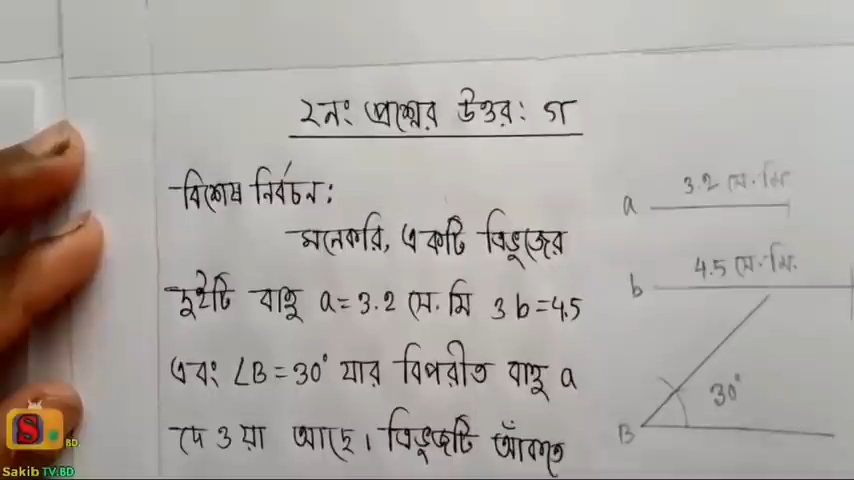 ২নং প্রশ্নের উত্তর: গ
বিশেষ নির্বচন:
মনেকরি, একটি ত্রিভুজের
দুইটি বাহু a = 3.2 সে. মি ও b = 4.5
এবং ∠B = 30° যার বিপরীত বাহু a
দেওয়া আছে। ত্রিভুজটি আঁকতে
3.2 সে. মি
a
4.5 সে. মি.
b
30°
B
S. BD.
Sakib TV.BD